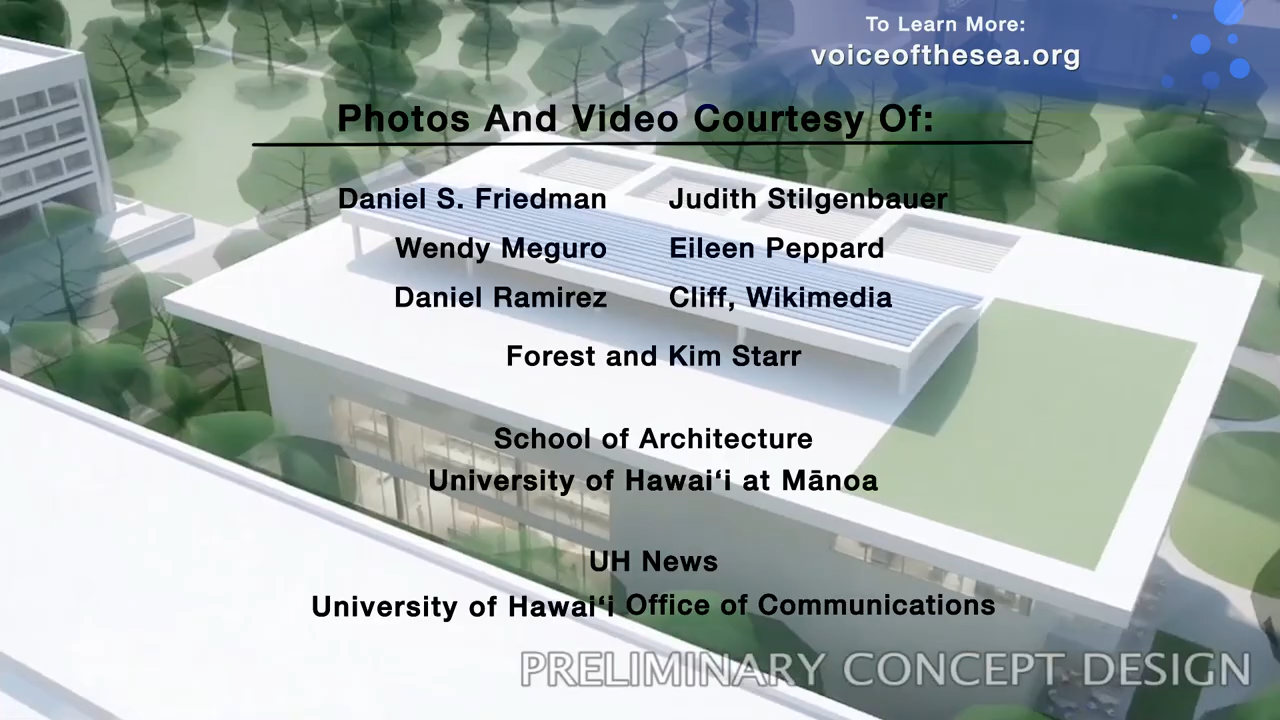 To Learn More:
voiceofthesea.org
Photos And Video Courtesy Of:
Daniel S. Friedman Judith Stilgenbauer
Wendy Meguro Eileen Peppard
Daniel Ramirez Cliff, Wikimedia
Forest and Kim Starr
School of Architecture
University of Hawaiʻi at Mānoa
UH News
University of Hawaiʻi Office of Communications
PRELIMINARY CONCEPT DESIGN